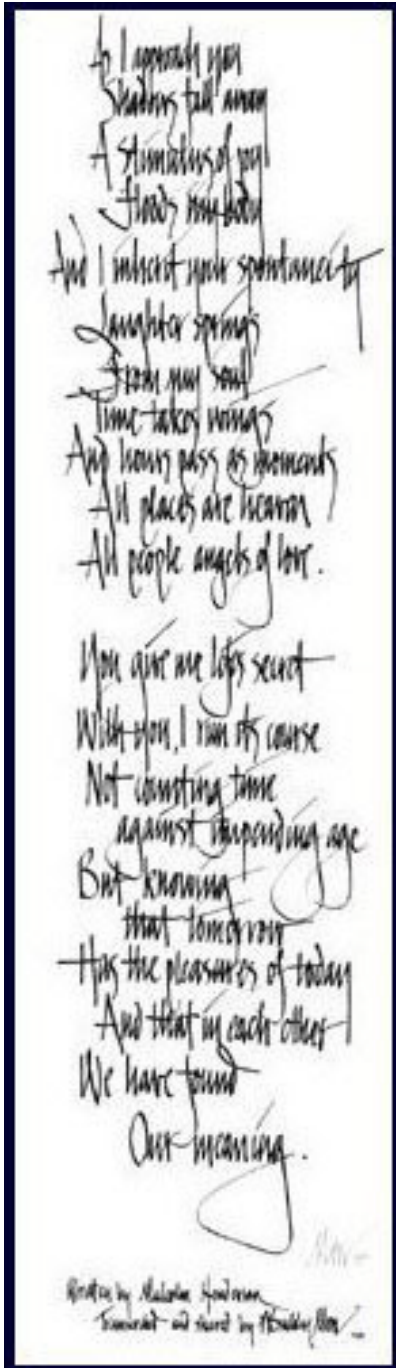 As I approach you
Shadows fall away
A stimulus of joy
Floods my body
And I inherit your spontaneity
Laughter springs
From my soul
Time takes wings
And hours pass as moments
All places are heaven
All people angels of love.
You give me life's secret
With you, I run its course
Not counting time
against impending age
But knowing
that tomorrow
Has the pleasures of today
And that in each other
We have found
Our meaning.
Written by Malcolm
and shared by